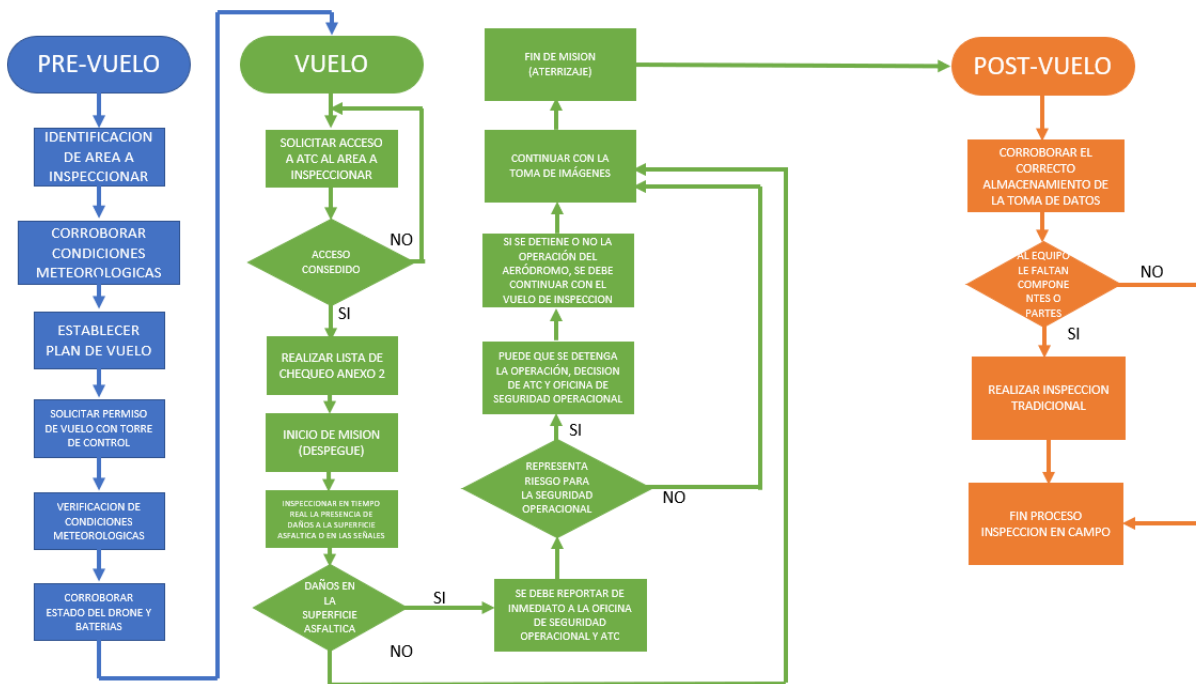 PRE-VUELO
IDENTIFICACION
DE AREA A
INSPECCIONAR
CORROBORAR
CONDICIONES
METEOROLOGICAS
ESTABLECER
PLAN DE VUELO
SOLICITAR PERMISO
DE VUELO CON TORRE
DE CONTROL
VERIFICACION DE
CONDICIONES
METEOROLOGICAS
CORROBORAR
ESTADO DEL DRONE Y
BATERIAS
VUELO
SOLICITAR ACCESO
A ATC AL AREA A
INSPECCIONAR
ACCESO
CONSEDIDO
NO
SI
REALIZAR LISTA DE
CHEQUEO ANEXO 2
INICIO DE MISION
(DESPEGUE)
INSPECCIONAR EN TIEMPO
REAL LA PRESENCIA DE
DAÑOS A LA SUPERFICIE
ASFALTICA O EN LAS SEÑALES
DAÑOS EN
LA
SUPERFICIE
ASFALTICA
SI
NO
FIN DE MISION
(ATERRIZAJE)
CONTINUAR CON LA
TOMA DE IMÁGENES
SI SE DETIENE O NO LA
OPERACIÓN DEL
AERÓDROMO, SE DEBE
CONTINUAR CON EL
VUELO DE INSPECCION
PUEDE QUE SE DETENGA
LA OPERACIÓN, DECISION
DE ATC Y OFICINA DE
SEGURIDAD OPERACIONAL
SI
REPRESENTA
RIESGO PARA
LA SEGURIDAD
OPERACIONAL
NO
SE DEBE REPORTAR DE
INMEDIATO A LA OFICINA
DE SEGURIDAD
OPERACIONAL Y ATC
POST-VUELO
CORROBORAR EL
CORRECTO
ALMACENAMIENTO DE
LA TOMA DE DATOS
AL EQUIPO
LE FALTAN
COMPONE
NTES O
PARTES
NO
SI
REALIZAR INSPECCION
TRADICIONAL
FIN PROCESO
INSPECCION EN CAMPO